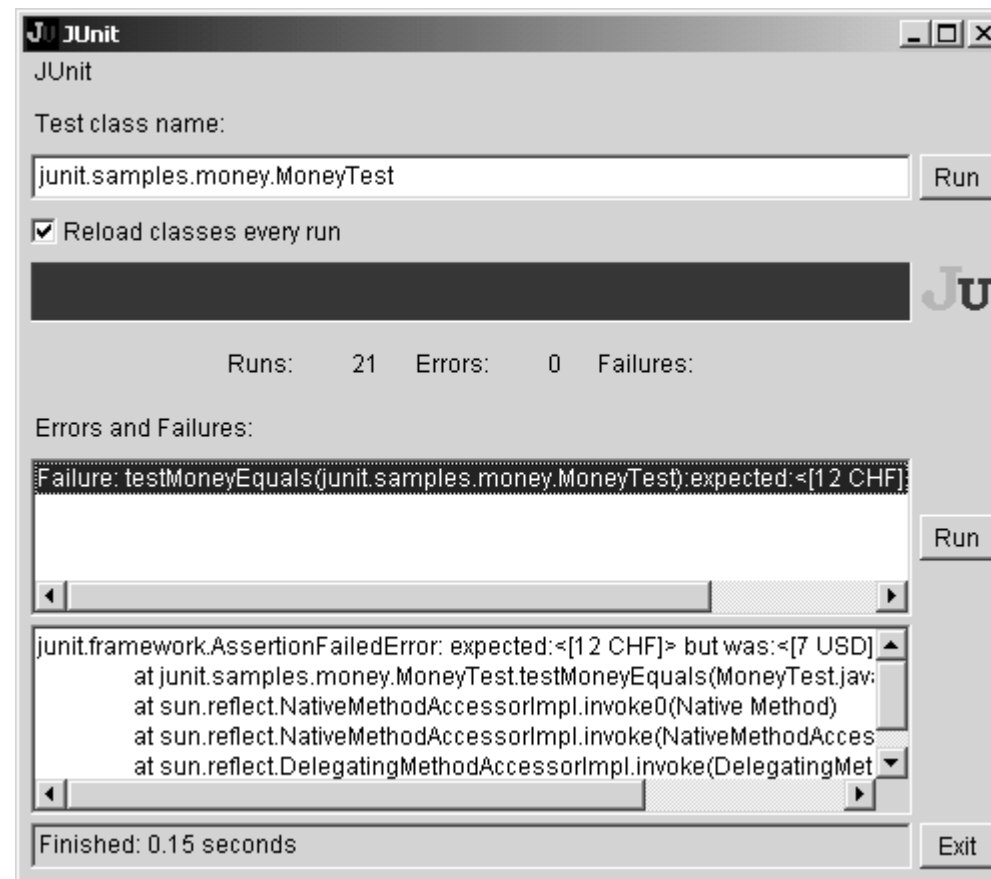 JU JUnit
JUnit
Test class name:
junit.samples.money.MoneyTest
Run
Reload classes every run
JU
Runs: 21 Errors: 0 Failures:
Errors and Failures:
Failure: testMoneyEquals(junit.samples.money.MoneyTest):expected:<[12 CHF]
Run
junit.framework.AssertionFailedError: expected:<[12 CHF]> but was:<[7 USD]
at junit.samples.money.MoneyTest.testMoneyEquals(MoneyTest.jav
at sun.reflect.NativeMethodAccessorImpl.invoke0(Native Method)
at sun.reflect.NativeMethodAccessorImpl.invoke(NativeMethodAcces
at sun.reflect.DelegatingMethodAccessorImpl.invoke(DelegatingMet
Finished: 0.15 seconds
Exit